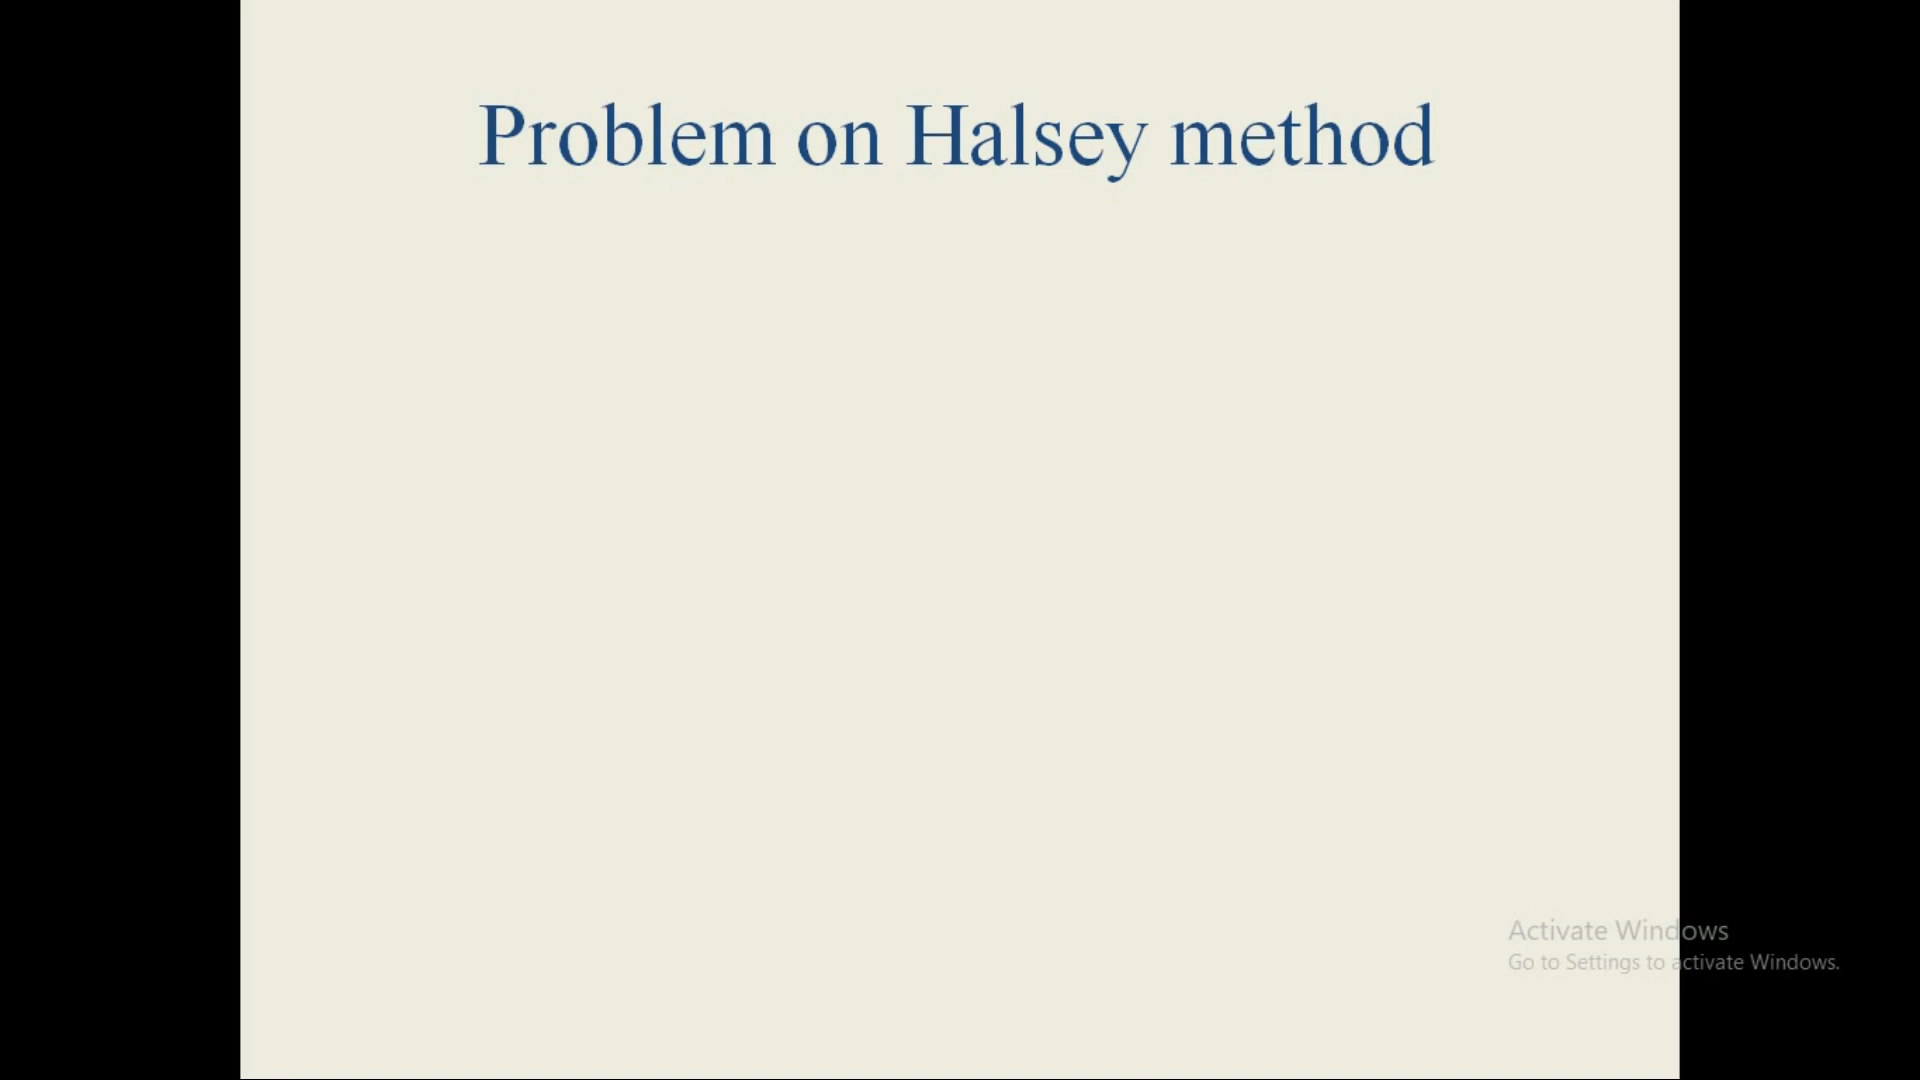 Problem on Halsey method
Activate Windows
Go to Settings to activate Windows.